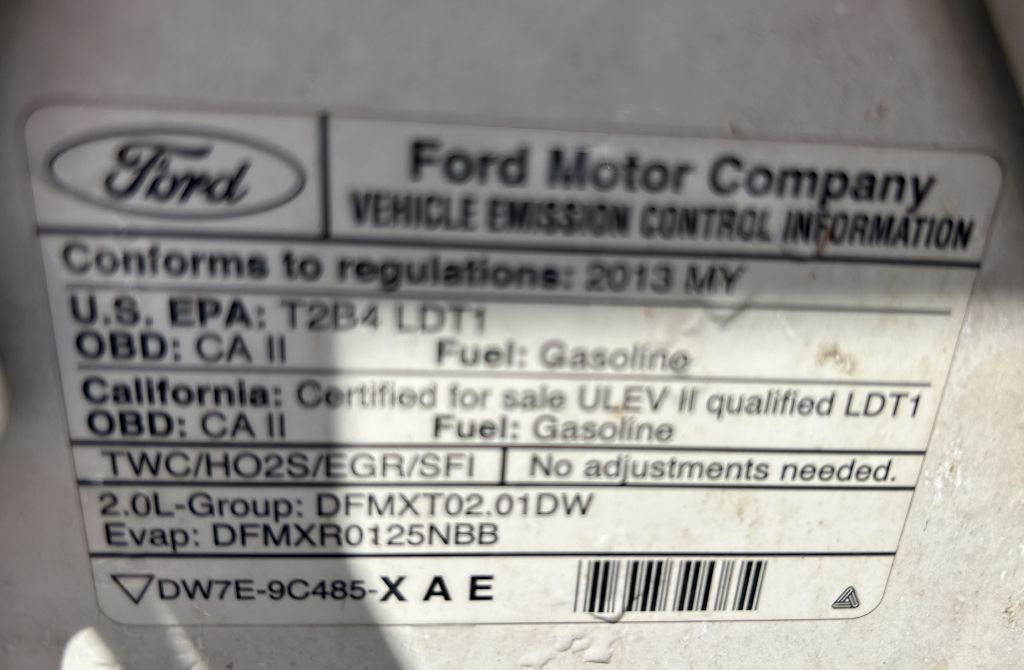 Ford
Ford Motor Company
VEHICLE EMISSION CONTROL INFORMATION
Conforms to regulations: 2013 MY
U.S. EPA: T2B4 LDT1
OBD: CA II Fuel: Gasoline
California: Certified for sale ULEV II qualified LDT1
OBD: CA II Fuel: Gasoline
TWC/HO2S/EGR/SFI No adjustments needed.
2.0L-Group: DFMXT02.01DW
Evap: DFMXR0125NBB
DW7E-9C485-X A E